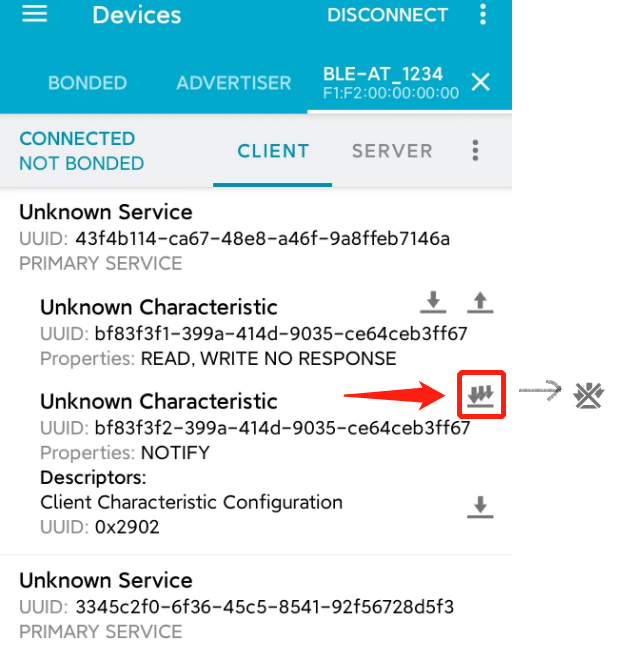 Devices
DISCONNECT
BONDED
ADVERTISER
BLE-AT_1234
F1:F2:00:00:00:00
CONNECTED
NOT BONDED
CLIENT
SERVER
Unknown Service
UUID: 43f4b114-ca67-48e8-a46f-9a8ffeb7146a
PRIMARY SERVICE
Unknown Characteristic
UUID: bf83f3f1-399a-414d-9035-ce64ceb3ff67
Properties: READ, WRITE NO RESPONSE
Unknown Characteristic
UUID: bf83f3f2-399a-414d-9035-ce64ceb3ff67
Properties: NOTIFY
Descriptors:
Client Characteristic Configuration
UUID: 0x2902
Unknown Service
UUID: 3345c2f0-6f36-45c5-8541-92f56728d5f3
PRIMARY SERVICE